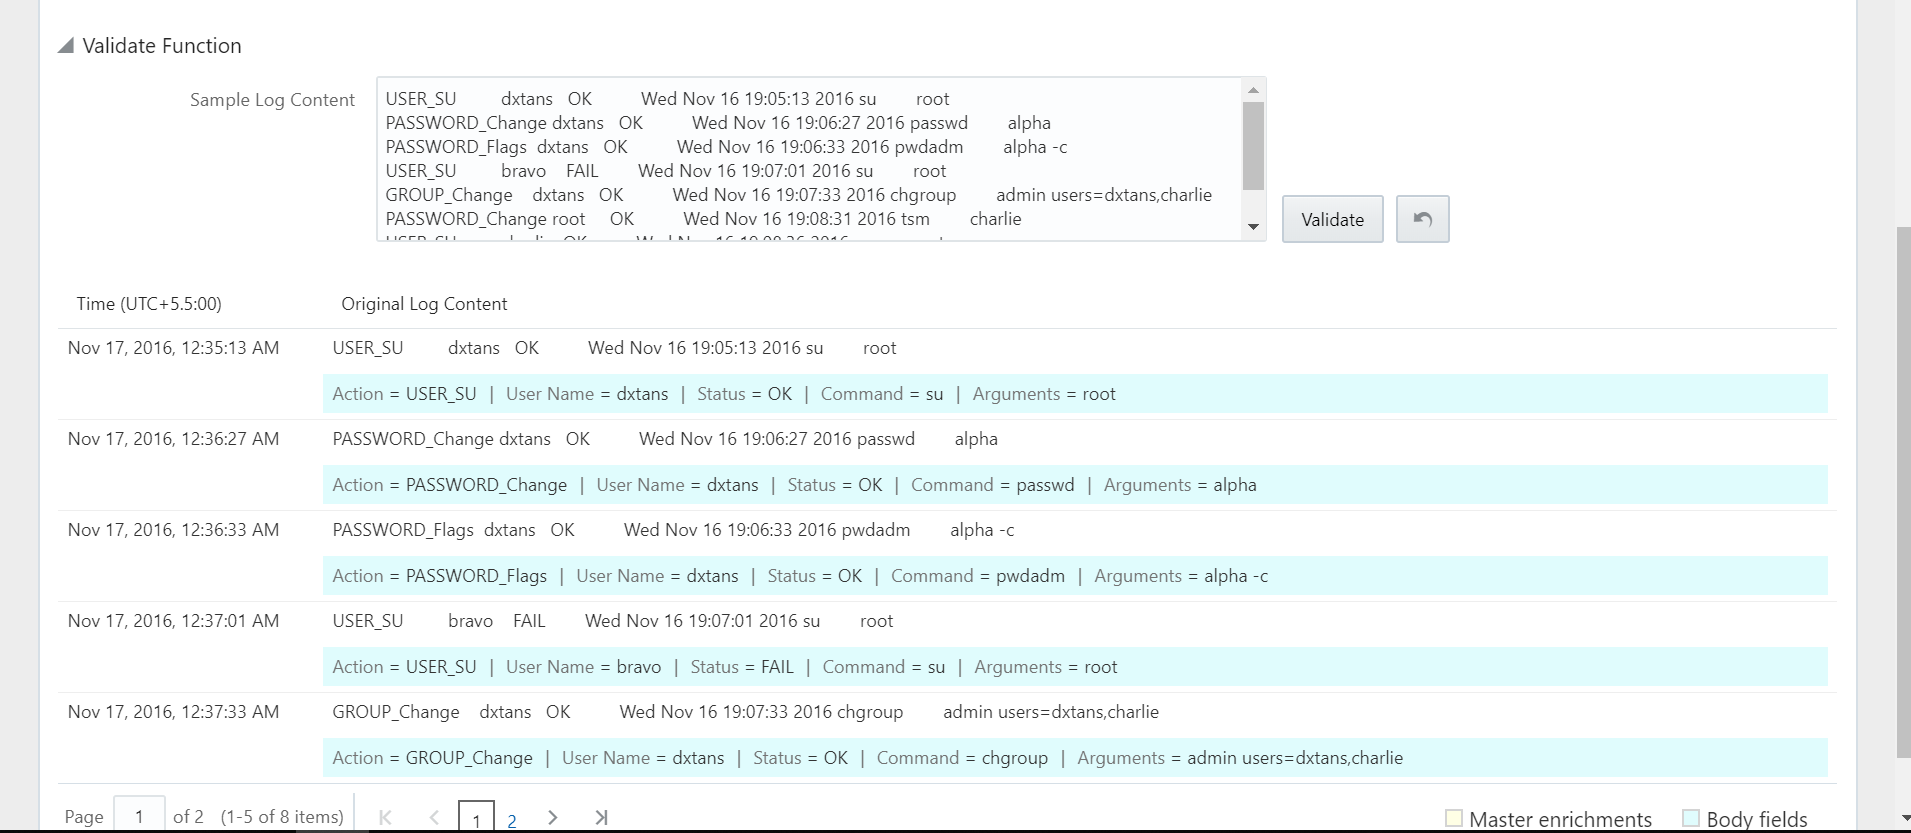 Validate Function
Sample Log Content
USER_SU dxtans OK Wed Nov 16 19:05:13 2016 su root
PASSWORD_Change dxtans OK Wed Nov 16 19:06:27 2016 passwd alpha
PASSWORD_Flags dxtans OK Wed Nov 16 19:06:33 2016 pwdadm alpha -c
USER_SU bravo FAIL Wed Nov 16 19:07:01 2016 su root
GROUP_Change dxtans OK Wed Nov 16 19:07:33 2016 chgroup admin users=dxtans,charlie
PASSWORD_Change root OK Wed Nov 16 19:08:31 2016 tsm charlie
Validate
Time (UTC+5.5:00) Original Log Content
Nov 17, 2016, 12:35:13 AM USER_SU dxtans OK Wed Nov 16 19:05:13 2016 su root
Action = USER_SU | User Name = dxtans | Status = OK | Command = su | Arguments = root
Nov 17, 2016, 12:36:27 AM PASSWORD_Change dxtans OK Wed Nov 16 19:06:27 2016 passwd alpha
Action = PASSWORD_Change | User Name = dxtans | Status = OK | Command = passwd | Arguments = alpha
Nov 17, 2016, 12:36:33 AM PASSWORD_Flags dxtans OK Wed Nov 16 19:06:33 2016 pwdadm alpha -c
Action = PASSWORD_Flags | User Name = dxtans | Status = OK | Command = pwdadm | Arguments = alpha -c
Nov 17, 2016, 12:37:01 AM USER_SU bravo FAIL Wed Nov 16 19:07:01 2016 su root
Action = USER_SU | User Name = bravo | Status = FAIL | Command = su | Arguments = root
Nov 17, 2016, 12:37:33 AM GROUP_Change dxtans OK Wed Nov 16 19:07:33 2016 chgroup admin users=dxtans,charlie
Action = GROUP_Change | User Name = dxtans | Status = OK | Command = chgroup | Arguments = admin users=dxtans,charlie
Page 1 of 2 (1-5 of 8 items) 1 2 Master enrichments Body fields